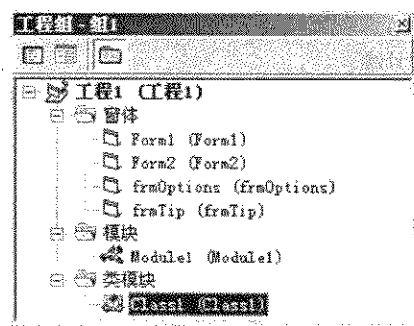 工程组 - 组1
工程1 (工程1)
窗体
Form1 (Form1)
Form2 (Form2)
frmOptions (frmOptions)
frmTip (frmTip)
模块
Module1 (Module1)
类模块
Class1 (Class1)